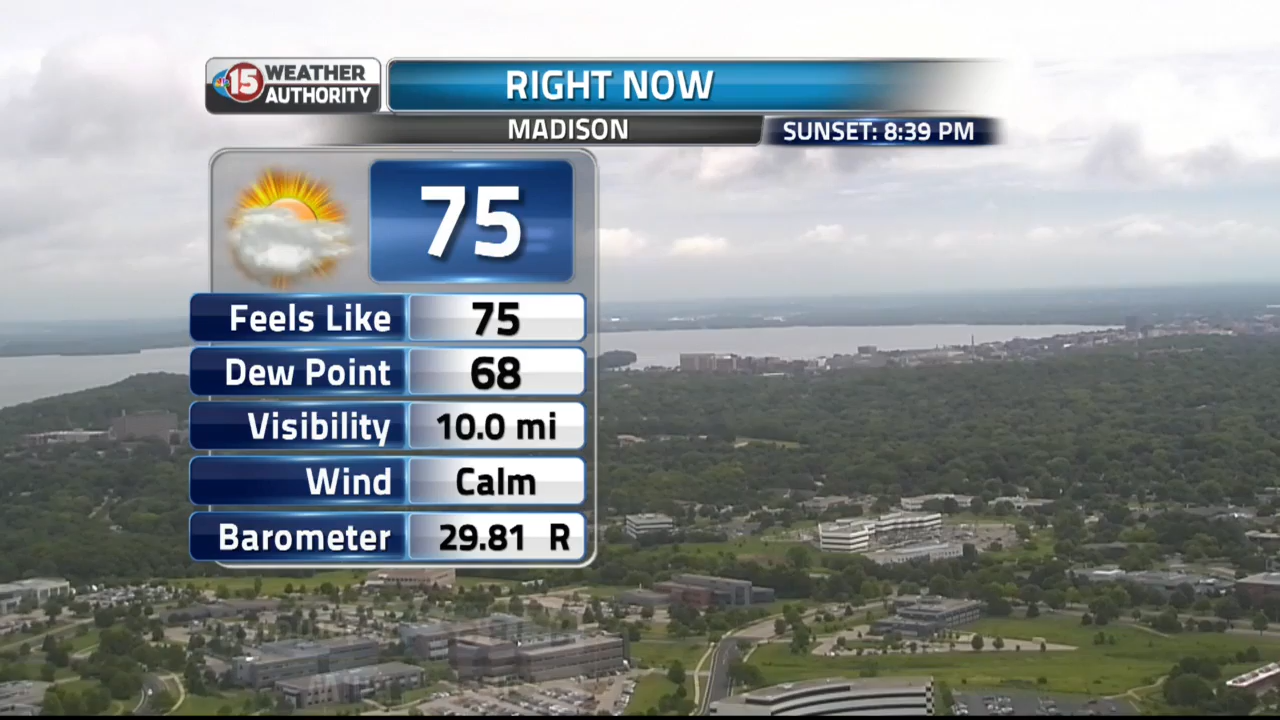 15 WEATHER
AUTHORITY
RIGHT NOW
MADISON
SUNSET: 8:39 PM
75
Feels Like 75
Dew Point 68
Visibility 10.0 mi
Wind Calm
Barometer 29.81 R